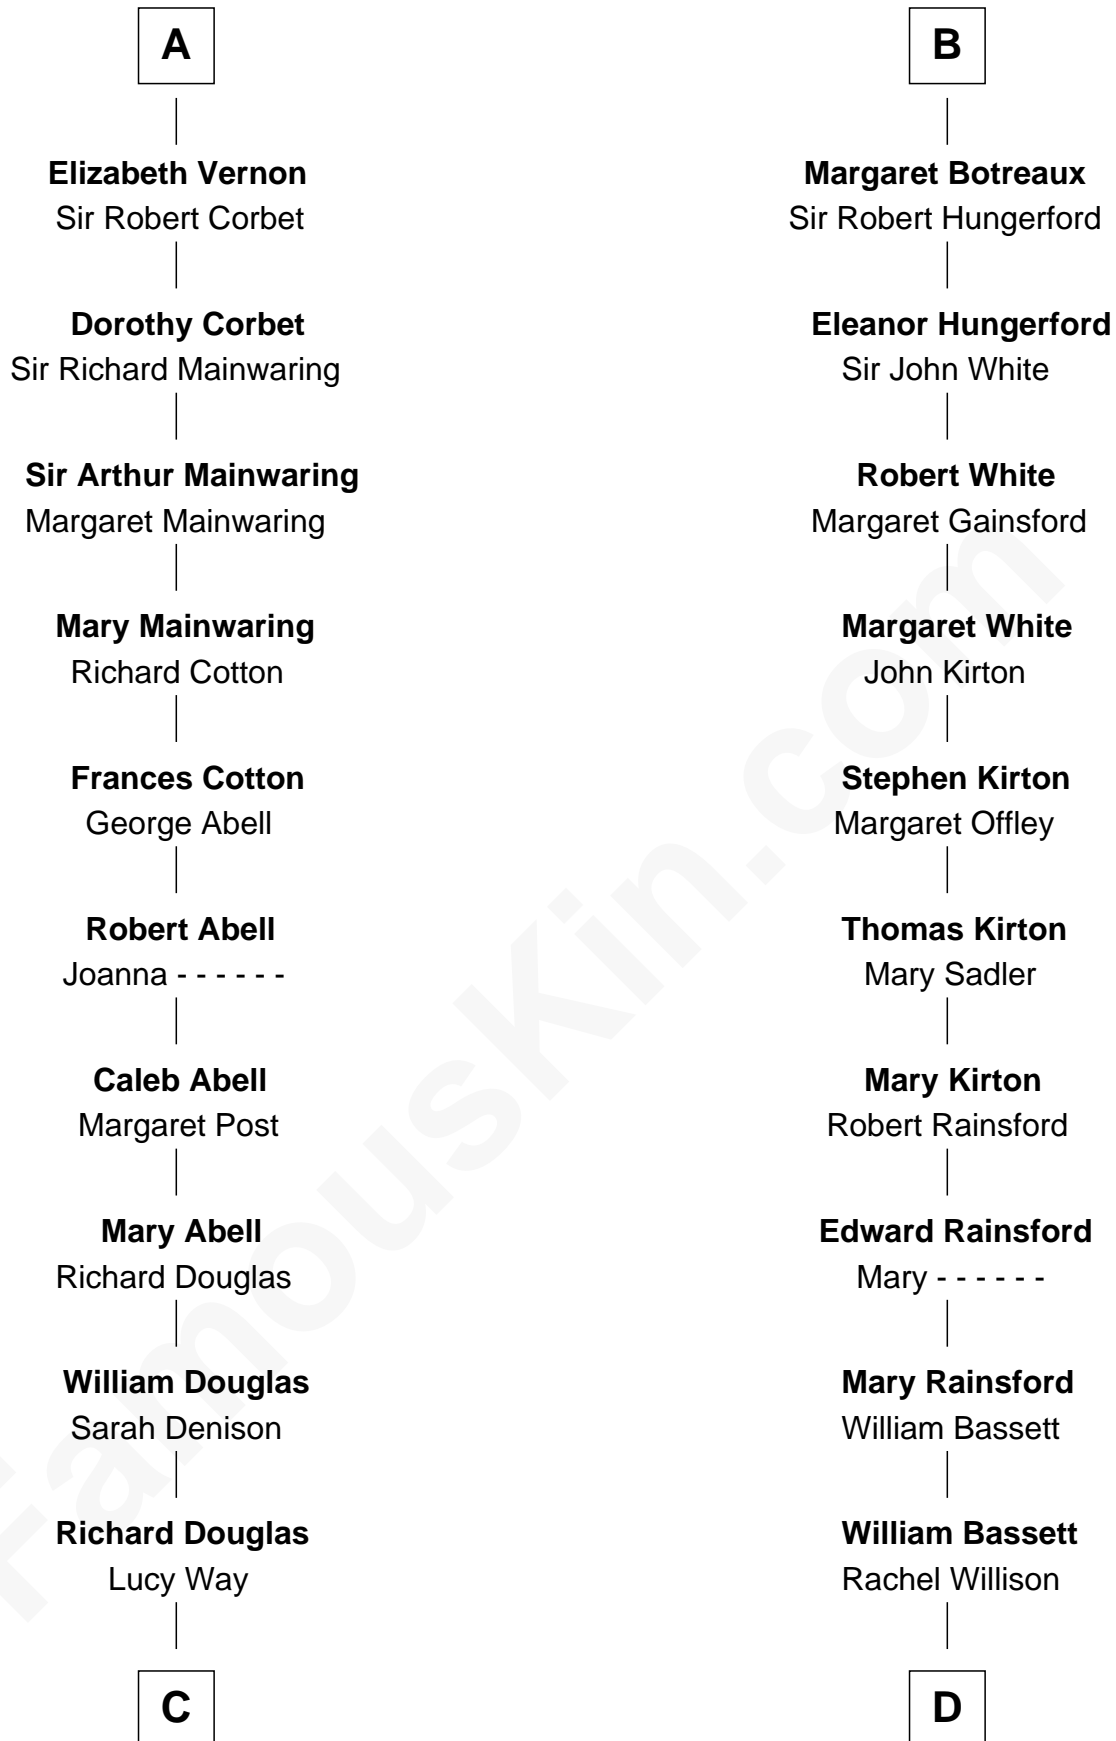 A
Elizabeth Vernon
Sir Robert Corbet
Dorothy Corbet
Sir Richard Mainwaring
Sir Arthur Mainwaring
Margaret Mainwaring
Mary Mainwaring
Richard Cotton
Frances Cotton
George Abell
Robert Abell
Joanna - - - - - -
Caleb Abell
Margaret Post
Mary Abell
Richard Douglas
William Douglas
Sarah Denison
Richard Douglas
Lucy Way
C
B
Margaret Botreaux
Sir Robert Hungerford
Eleanor Hungerford
Sir John White
Robert White
Margaret Gainsford
Margaret White
John Kirton
Stephen Kirton
Margaret Offley
Thomas Kirton
Mary Sadler
Mary Kirton
Robert Rainsford
Edward Rainsford
Mary - - - - - -
Mary Rainsford
William Bassett
William Bassett
Rachel Willison
D
FamousKin.com